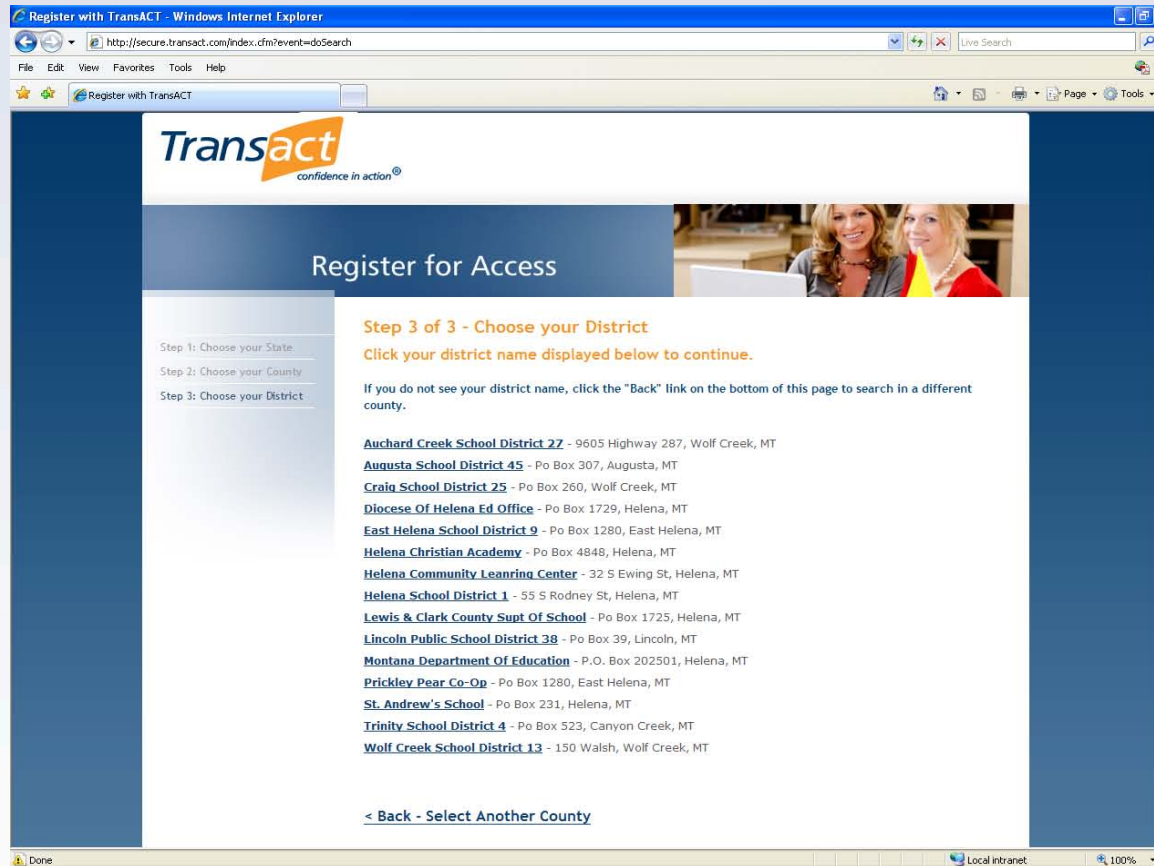 Register with TransACT - Windows Internet Explorer
http://secure.transact.com/index.cfm?event=doSearch
Live Search
File Edit View Favorites Tools Help
Register with TransACT
Page Tools
Transact
confidence in action®
Register for Access
Step 1: Choose your State
Step 2: Choose your County
Step 3: Choose your District
Step 3 of 3 - Choose your District
Click your district name displayed below to continue.
If you do not see your district name, click the "Back" link on the bottom of this page to search in a different
county.
Auchard Creek School District 27 - 9605 Highway 287, Wolf Creek, MT
Augusta School District 45 - Po Box 307, Augusta, MT
Craig School District 25 - Po Box 260, Wolf Creek, MT
Diocese Of Helena Ed Office - Po Box 1729, Helena, MT
East Helena School District 9 - Po Box 1280, East Helena, MT
Helena Christian Academy - Po Box 4848, Helena, MT
Helena Community Leanring Center - 32 S Ewing St, Helena, MT
Helena School District 1 - 55 S Rodney St, Helena, MT
Lewis & Clark County Supt Of School - Po Box 1725, Helena, MT
Lincoln Public School District 38 - Po Box 39, Lincoln, MT
Montana Department Of Education - P.O. Box 202501, Helena, MT
Prickley Pear Co-Op - Po Box 1280, East Helena, MT
St. Andrew's School - Po Box 231, Helena, MT
Trinity School District 4 - Po Box 523, Canyon Creek, MT
Wolf Creek School District 13 - 150 Walsh, Wolf Creek, MT
< Back - Select Another County
Done
Local intranet
100%